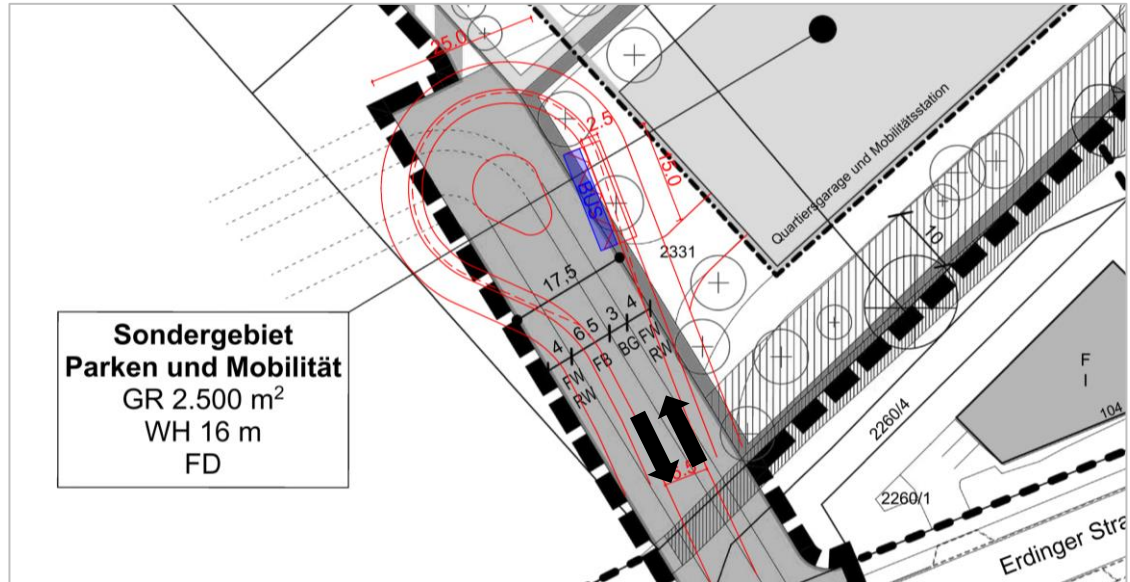 25.0
2.5
15.0
BUS
Quartiersgarage und Mobilitätsstation
10
2331
17,5
4
6,5
3
4
FW
RW
FB
BG
FW
RW
Sondergebiet
Parken und Mobilität
GR 2.500 m²
WH 16 m
FD
F
I
104
2260/4
2260/1
Erdinger Stra